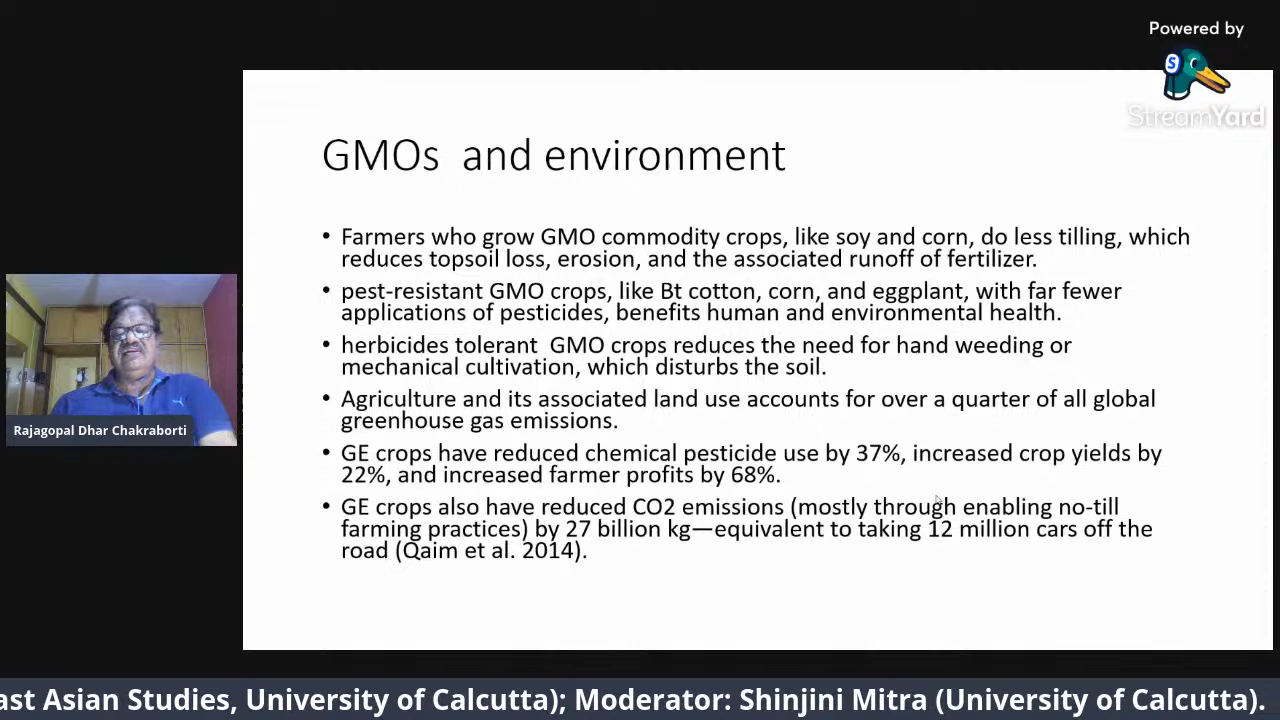 Powered by
S
StreamYard
GMOs and environment
• Farmers who grow GMO commodity crops, like soy and corn, do less tilling, which
reduces topsoil loss, erosion, and the associated runoff of fertilizer.
• pest-resistant GMO crops, like Bt cotton, corn, and eggplant, with far fewer
applications of pesticides, benefits human and environmental health.
• herbicides tolerant GMO crops reduces the need for hand weeding or
mechanical cultivation, which disturbs the soil.
• Agriculture and its associated land use accounts for over a quarter of all global
greenhouse gas emissions.
• GE crops have reduced chemical pesticide use by 37%, increased crop yields by
22%, and increased farmer profits by 68%.
• GE crops also have reduced CO2 emissions (mostly through enabling no-till
farming practices) by 27 billion kg—equivalent to taking 12 million cars off the
road (Qaim et al. 2014).
Rajagopal Dhar Chakraborti
ast Asian Studies, University of Calcutta); Moderator: Shinjini Mitra (University of Calcutta).